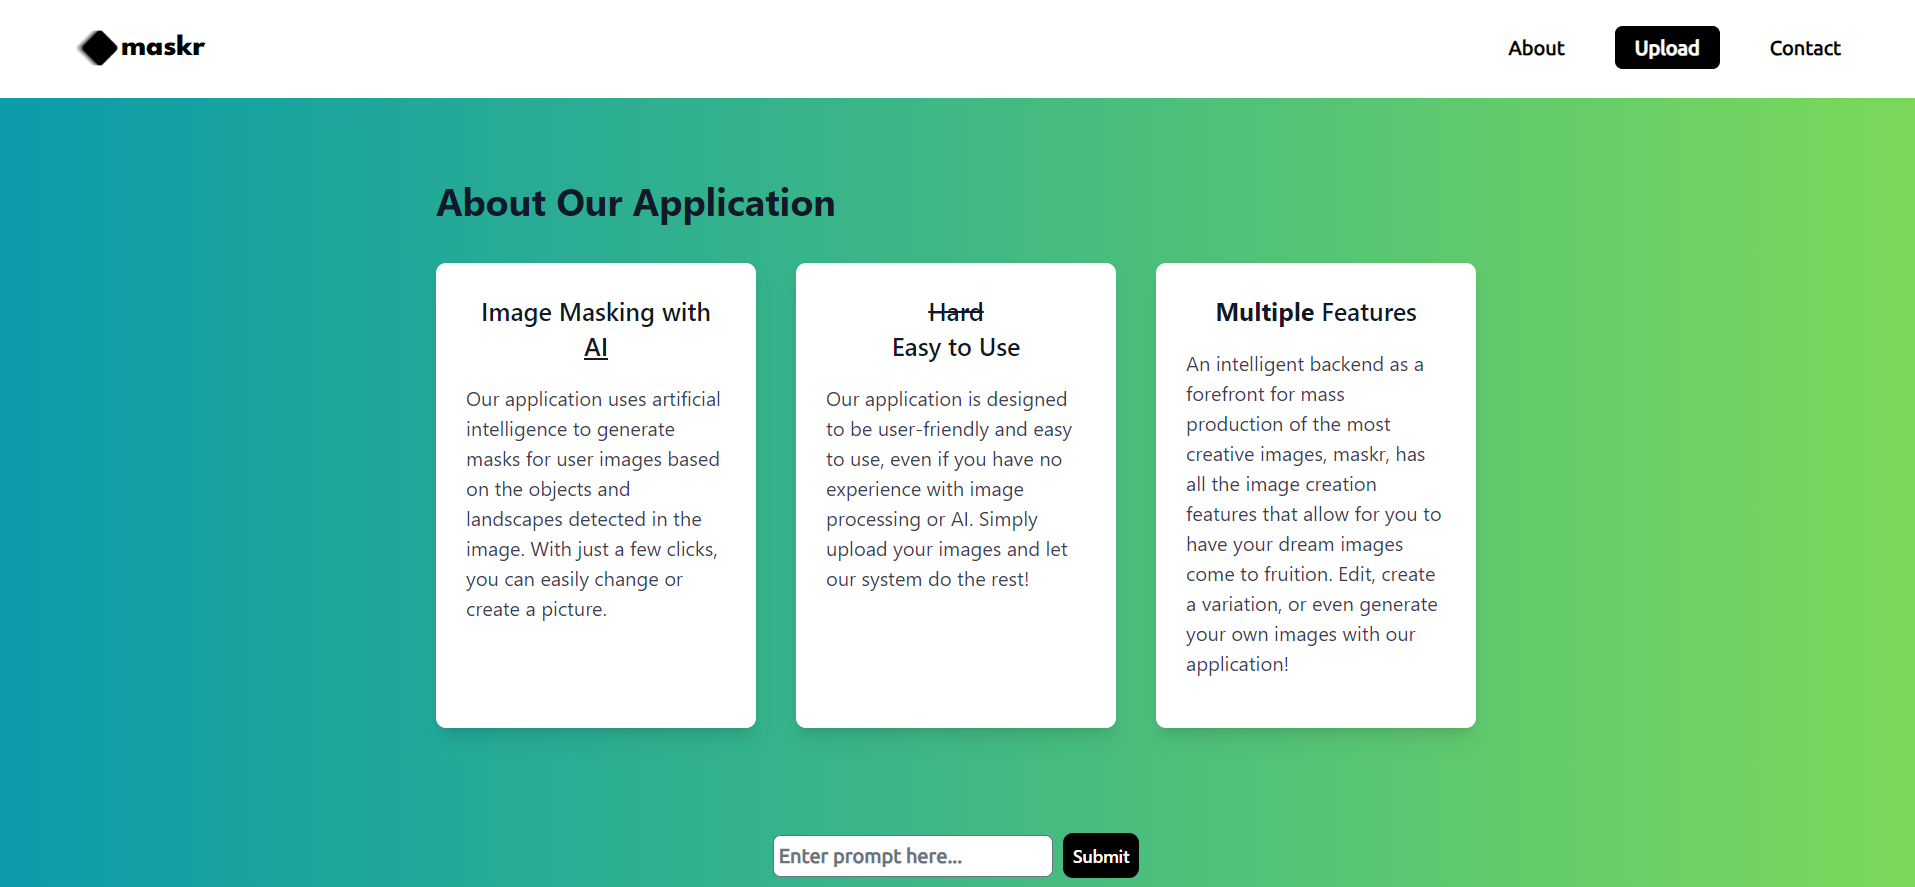 maskr
About Upload Contact
About Our Application
Image Masking with
AI
Our application uses artificial
intelligence to generate
masks for user images based
on the objects and
landscapes detected in the
image. With just a few clicks,
you can easily change or
create a picture.
Hard
Easy to Use
Our application is designed
to be user-friendly and easy
to use, even if you have no
experience with image
processing or AI. Simply
upload your images and let
our system do the rest!
Multiple Features
An intelligent backend as a
forefront for mass
production of the most
creative images, maskr, has
all the image creation
features that allow for you to
have your dream images
come to fruition. Edit, create
a variation, or even generate
your own images with our
application!
Enter prompt here...
Submit